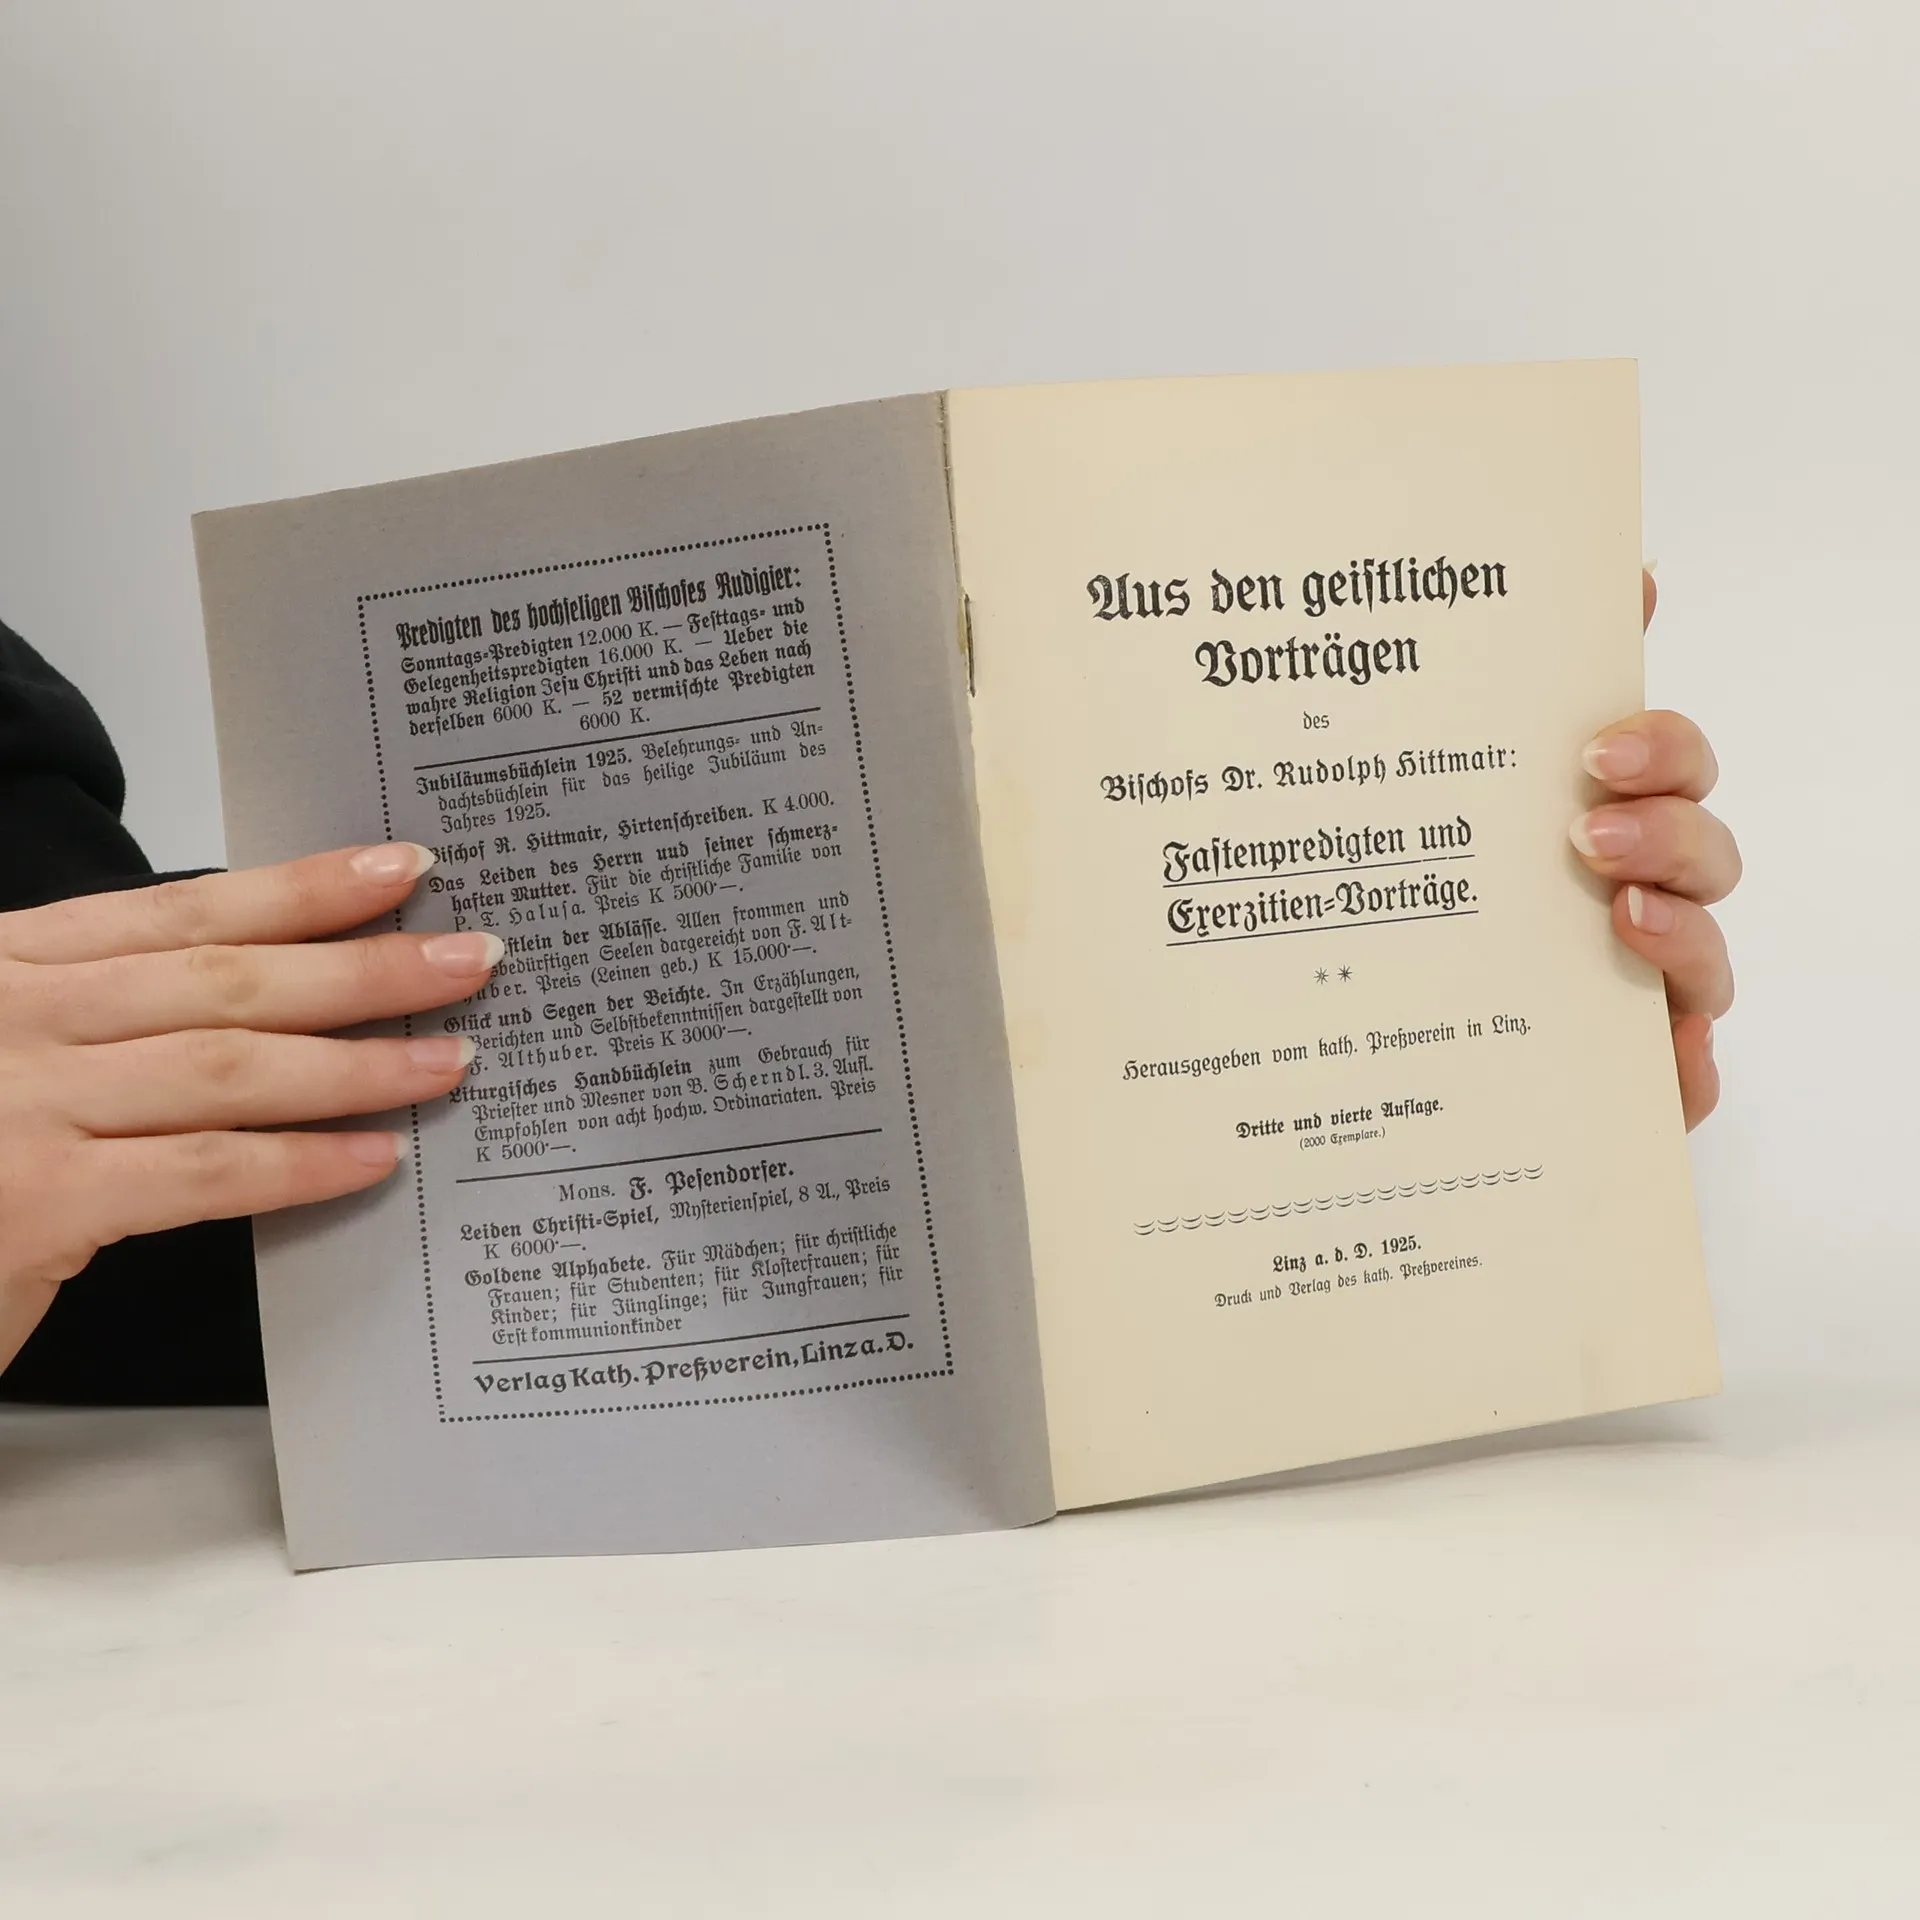 Predigten des hochseligen Bischofes Rudigier:
Sonntags-Predigten 12.000 K. — Festtags- und
Gelegenheitspredigten 16.000 K. — Ueber die
wahre Religion Jesu Christi und das Leben nach
derselben 6000 K. — 52 vermischte Predigten
6000 K.
Jubiläumsbüchlein 1925. Belehrungs- und An-
dachtsbüchlein für das heilige Jubiläum des
Jahres 1925.
Bischof R. Hittmair, Hirtenschreiben. K 4.000.
Das Leiden des Herrn uud seiner schmerz-
haften Mutter. Für die christliche Familie von
P. T. Halusa. Preis K 5000·—.
der Ablässe. Allen frommen und
Seelen dargereicht von F. Alt-
huber. Preis (Leinen geb.) K 15.000·—.
Glück und Segen der Beichte. In Erzählungen,
Berichten und Selbstbekenntnissen dargestellt von
F. Althuber. Preis K 3000·—.
Liturgisches Handbüchlein zum Gebrauch für
Priester und Mesner von B. Scherndl. 3. Aufl.
Empfohlen von acht hochw. Ordinariaten. Preis
K 5000·—.
Mons. F. Pesendorfer.
Leiden Christi-Spiel, Mysterienspiel, 8 A., Preis
K 6000·—.
Goldene Alphabete. Für Mädchen; für christliche
Frauen; für Studenten; für Klosterfrauen; für
Kinder; für Jünglinge; für Jungfrauen; für
Erstkommunionkinder
Verlag Kath. Preßverein, Linz a. D.
Aus den geistlichen
Vorträgen
des
Bischofs Dr. Rudolph Hittmair:
Fastenpredigten und
Exerzitien-Vorträge.
Herausgegeben vom kath. Preßverein in Linz.
Dritte und vierte Auflage.
(2000 Exemplare.)
Linz a. d. D. 1925.
Druck und Verlag des kath. Preßvereines.